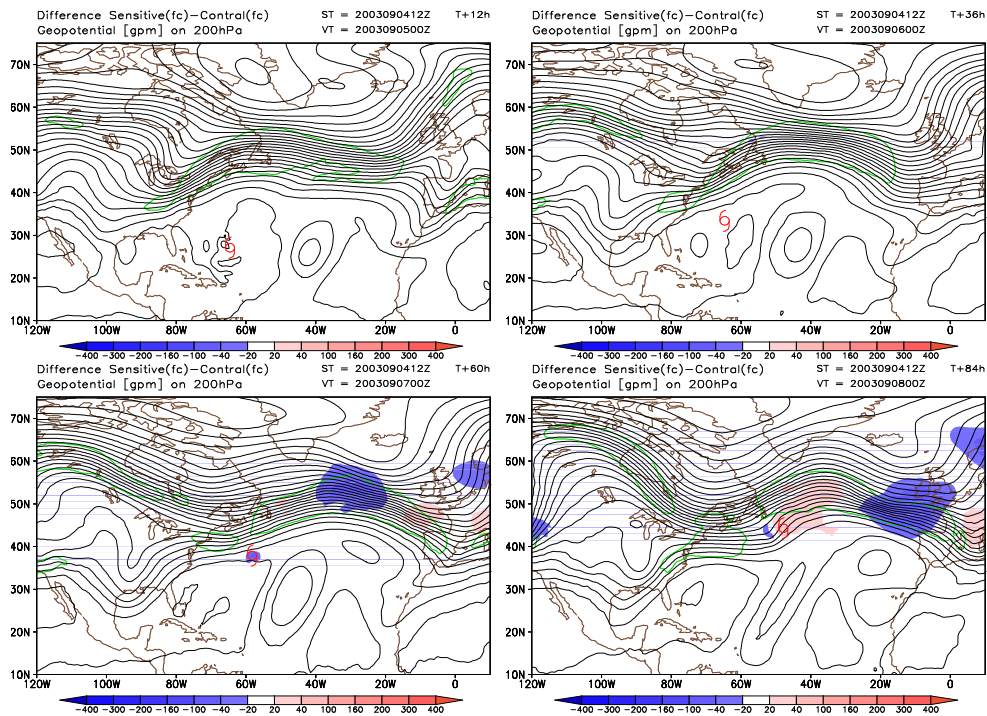 Difference Sensitive(fc)−Contral(fc) ST = 2003090412Z T+12h
Geopotential [gpm] on 200hPa VT = 2003090500Z
70N
60N
50N
40N
30N
20N
10N
120W 100W 80W 60W 40W 20W 0
−400 −300 −200 −160 −100 −40 −20 20 40 100 160 200 300 400
Difference Sensitive(fc)−Contral(fc) ST = 2003090412Z T+36h
Geopotential [gpm] on 200hPa VT = 2003090600Z
70N
60N
50N
40N
30N
20N
10N
120W 100W 80W 60W 40W 20W 0
−400 −300 −200 −160 −100 −40 −20 20 40 100 160 200 300 400
Difference Sensitive(fc)−Contral(fc) ST = 2003090412Z T+60h
Geopotential [gpm] on 200hPa VT = 2003090700Z
70N
60N
50N
40N
30N
20N
10N
120W 100W 80W 60W 40W 20W 0
−400 −300 −200 −160 −100 −40 −20 20 40 100 160 200 300 400
Difference Sensitive(fc)−Contral(fc) ST = 2003090412Z T+84h
Geopotential [gpm] on 200hPa VT = 2003090800Z
70N
60N
50N
40N
30N
20N
10N
120W 100W 80W 60W 40W 20W 0
−400 −300 −200 −160 −100 −40 −20 20 40 100 160 200 300 400